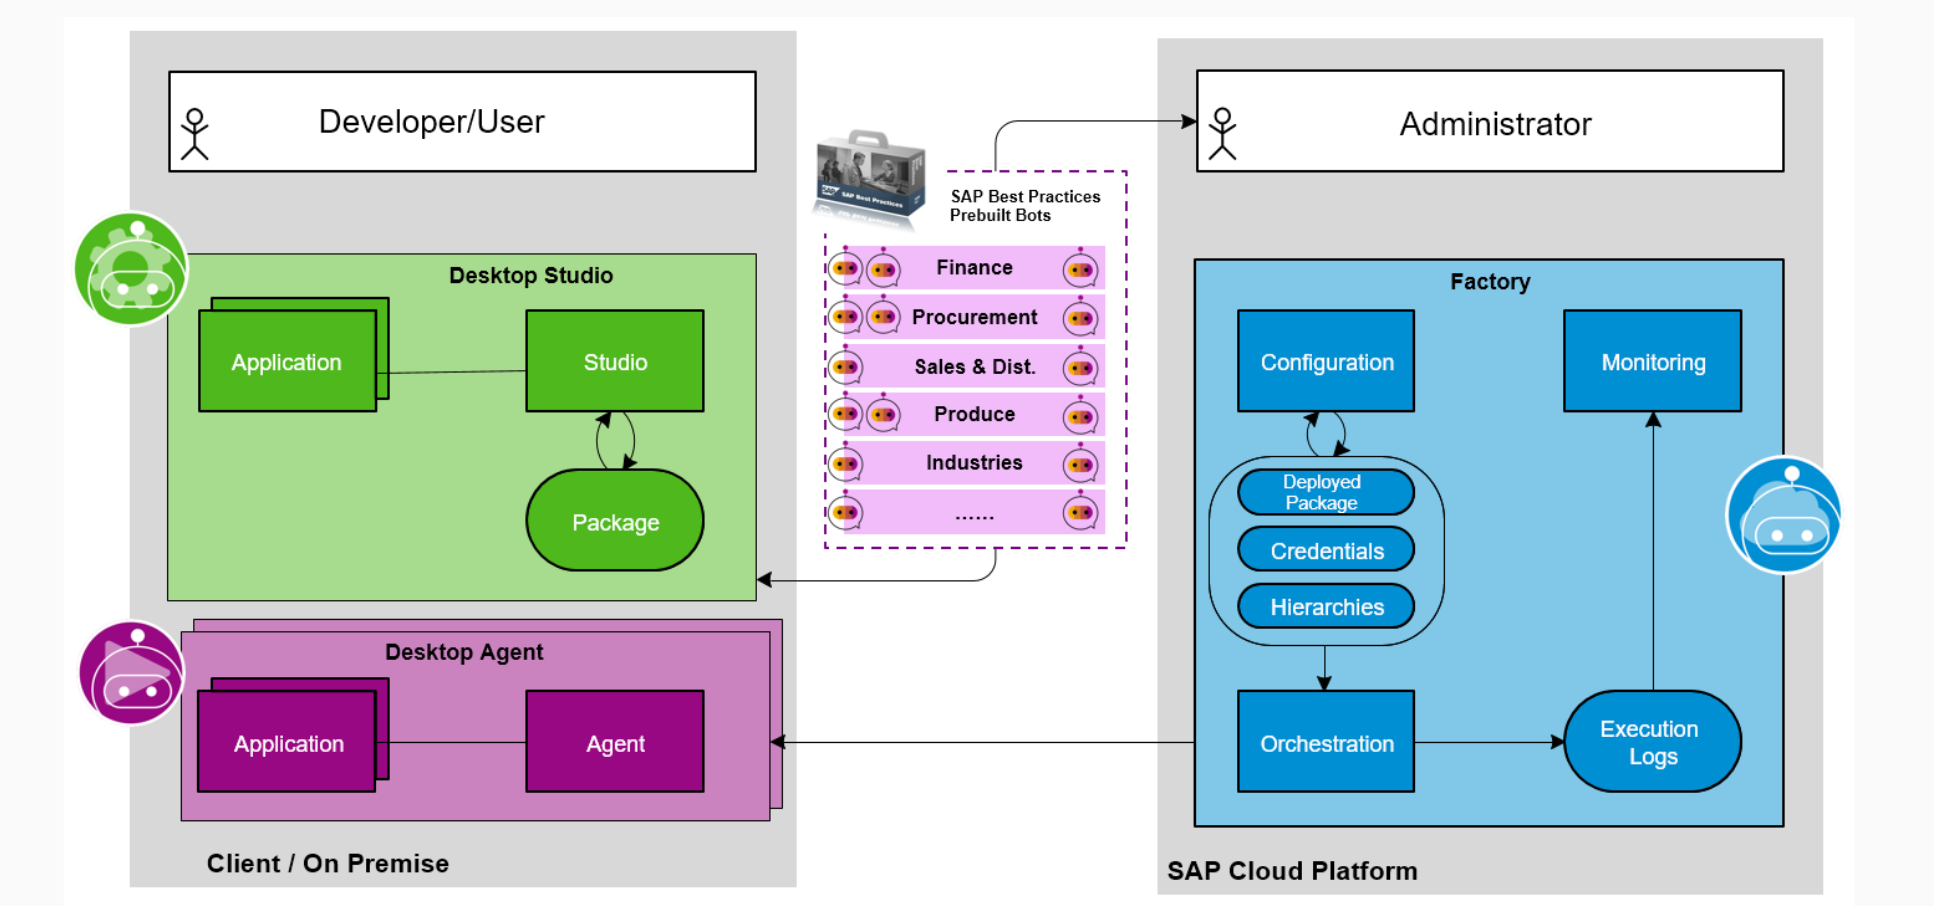 Developer/User
Administrator
SAP
SAP Best Practices
SAP Best Practices
Prebuilt Bots
Finance
Procurement
Sales & Dist.
Produce
Industries
......
Desktop Studio
Application
Studio
Package
Desktop Agent
Application
Agent
Client / On Premise
Factory
Configuration
Monitoring
Deployed
Package
Credentials
Hierarchies
Orchestration
Execution
Logs
SAP Cloud Platform